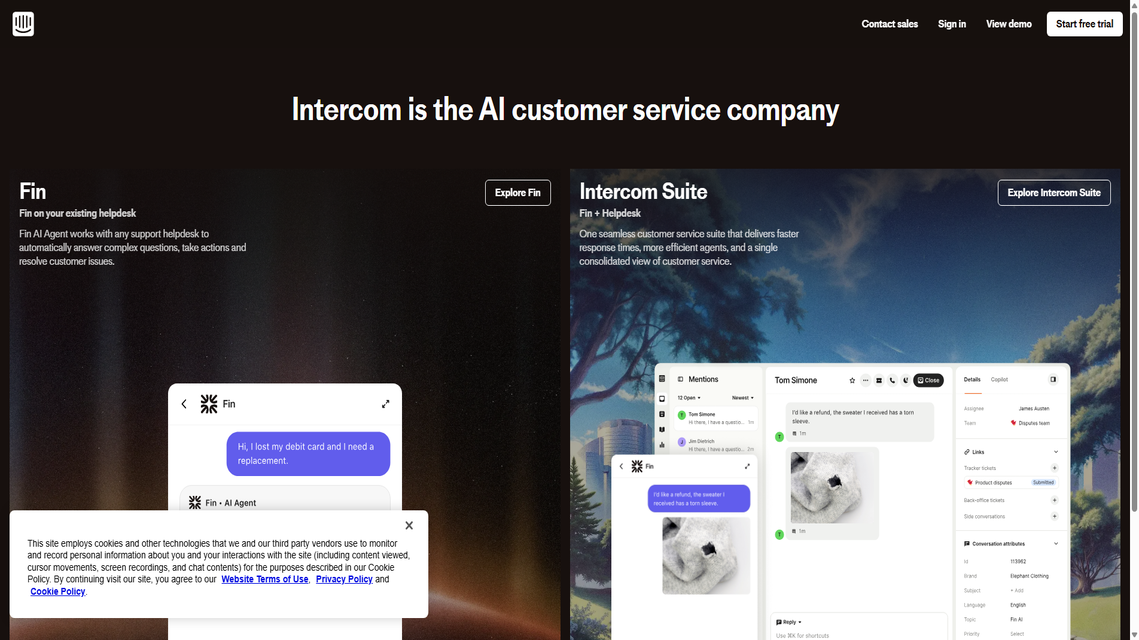 Contact sales
Sign in
View demo
Start free trial
Intercom is the AI customer service company
Fin
Explore Fin
Fin on your existing helpdesk
Fin AI Agent works with any support helpdesk to
automatically answer complex questions, take actions and
resolve customer issues.
Fin
Hi, I lost my debit card and I need a
replacement.
Fin • AI Agent
This site employs cookies and other technologies that we and our third party vendors use to monitor
and record personal information about you and your interactions with the site (including content viewed,
cursor movements, screen recordings, and chat contents) for the purposes described in our Cookie
Policy. By continuing visit our site, you agree to our Website Terms of Use, Privacy Policy and
Cookie Policy.
Intercom Suite
Explore Intercom Suite
Fin + Helpdesk
One seamless customer service suite that delivers faster
response times, more efficient agents, and a single
consolidated view of customer service.
Mentions
12 Open
Newest
T
Tom Simone
Hi there, I have a questio...
1m
J
Jim Dietrich
Hi there, I have a questio...
Tom Simone
Close
I'd like a refund, the sweater I received has a torn
sleeve.
1m
T
1m
T
Reply
Use ⌘K for shortcuts
Fin
I'd like a refund, the sweater I
received has a torn sleeve.
Details
Copilot
Assignee
James Austen
Team
Disputes team
Links
Tracker tickets
Product disputes
Submitted
Back-office tickets
Side conversations
Conversation attributes
Id
113962
Brand
Elephant Clothing
Subject
+ Add
Language
English
Topic
Fin AI
Priority
Select